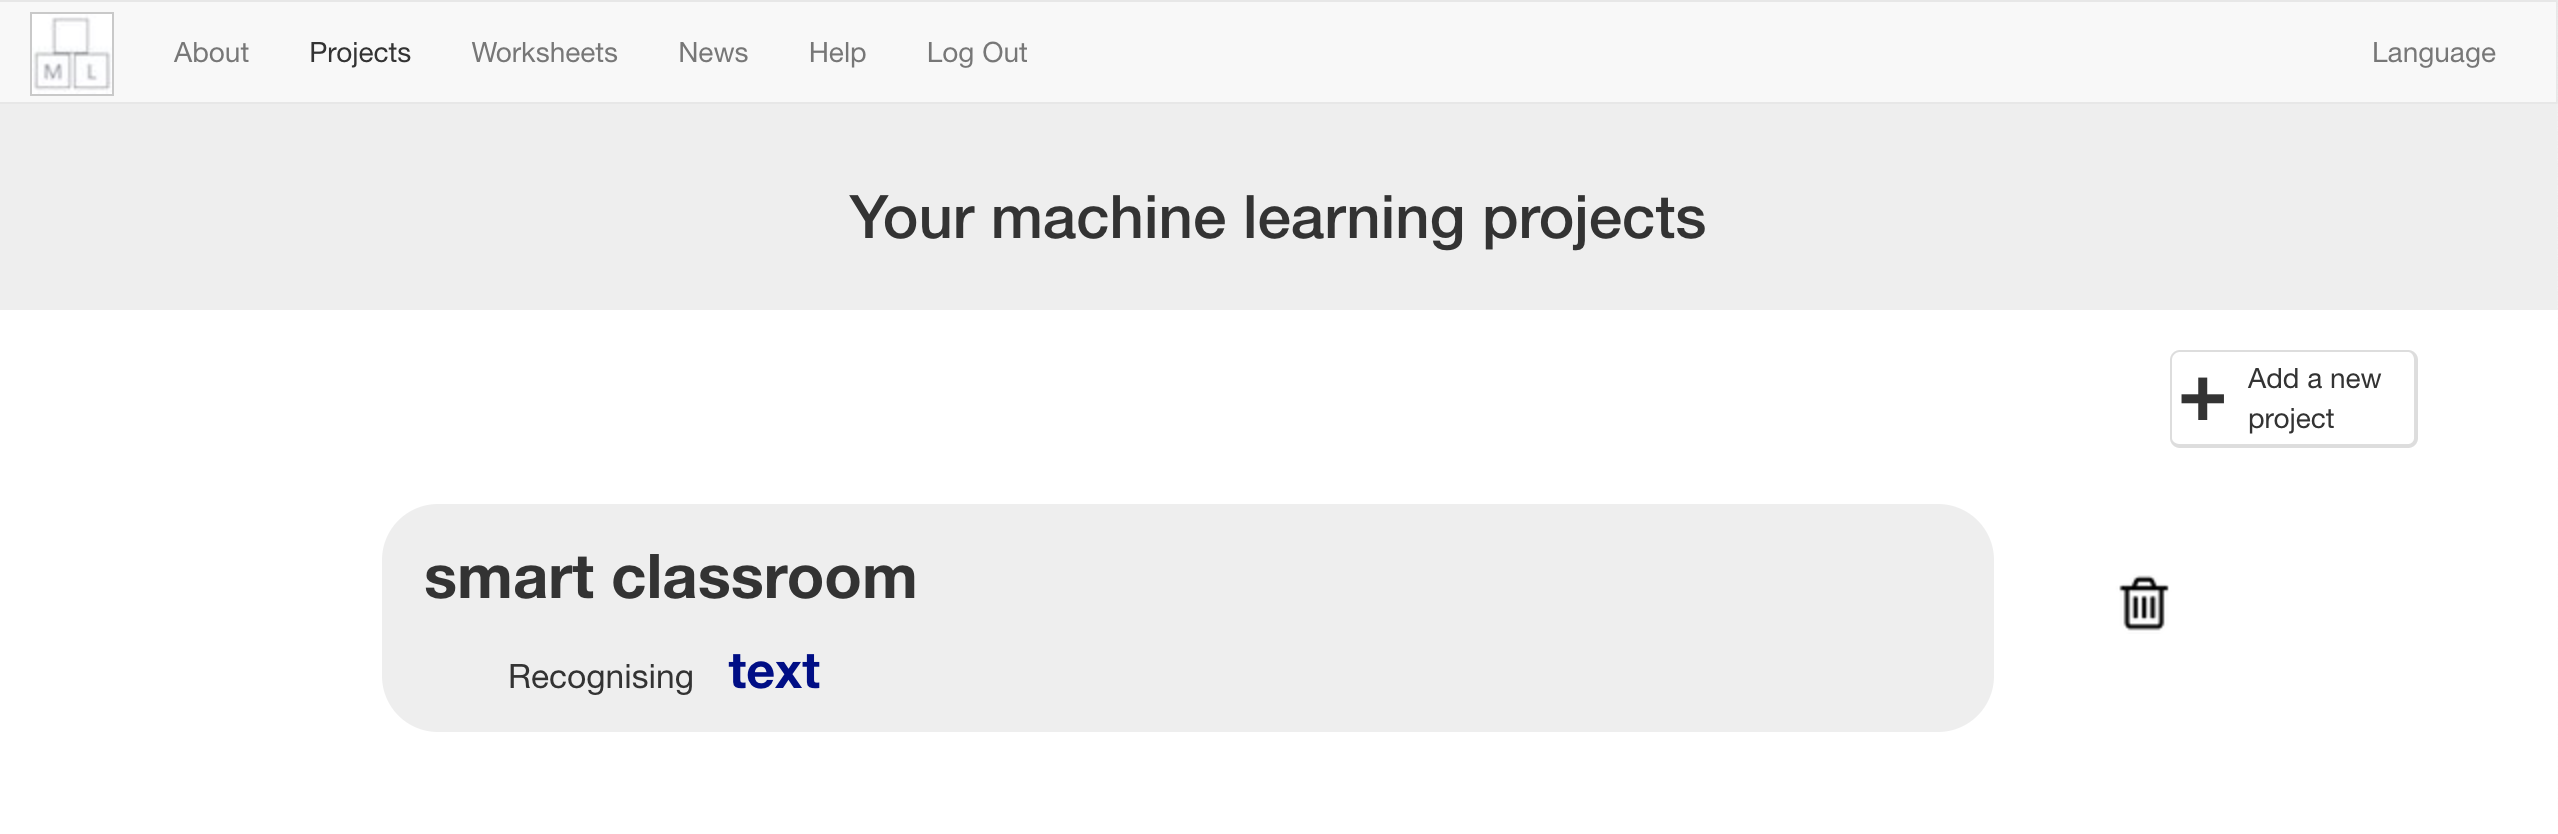 M L
About Projects Worksheets News Help Log Out Language
Your machine learning projects
Add a new
project
smart classroom
Recognising text